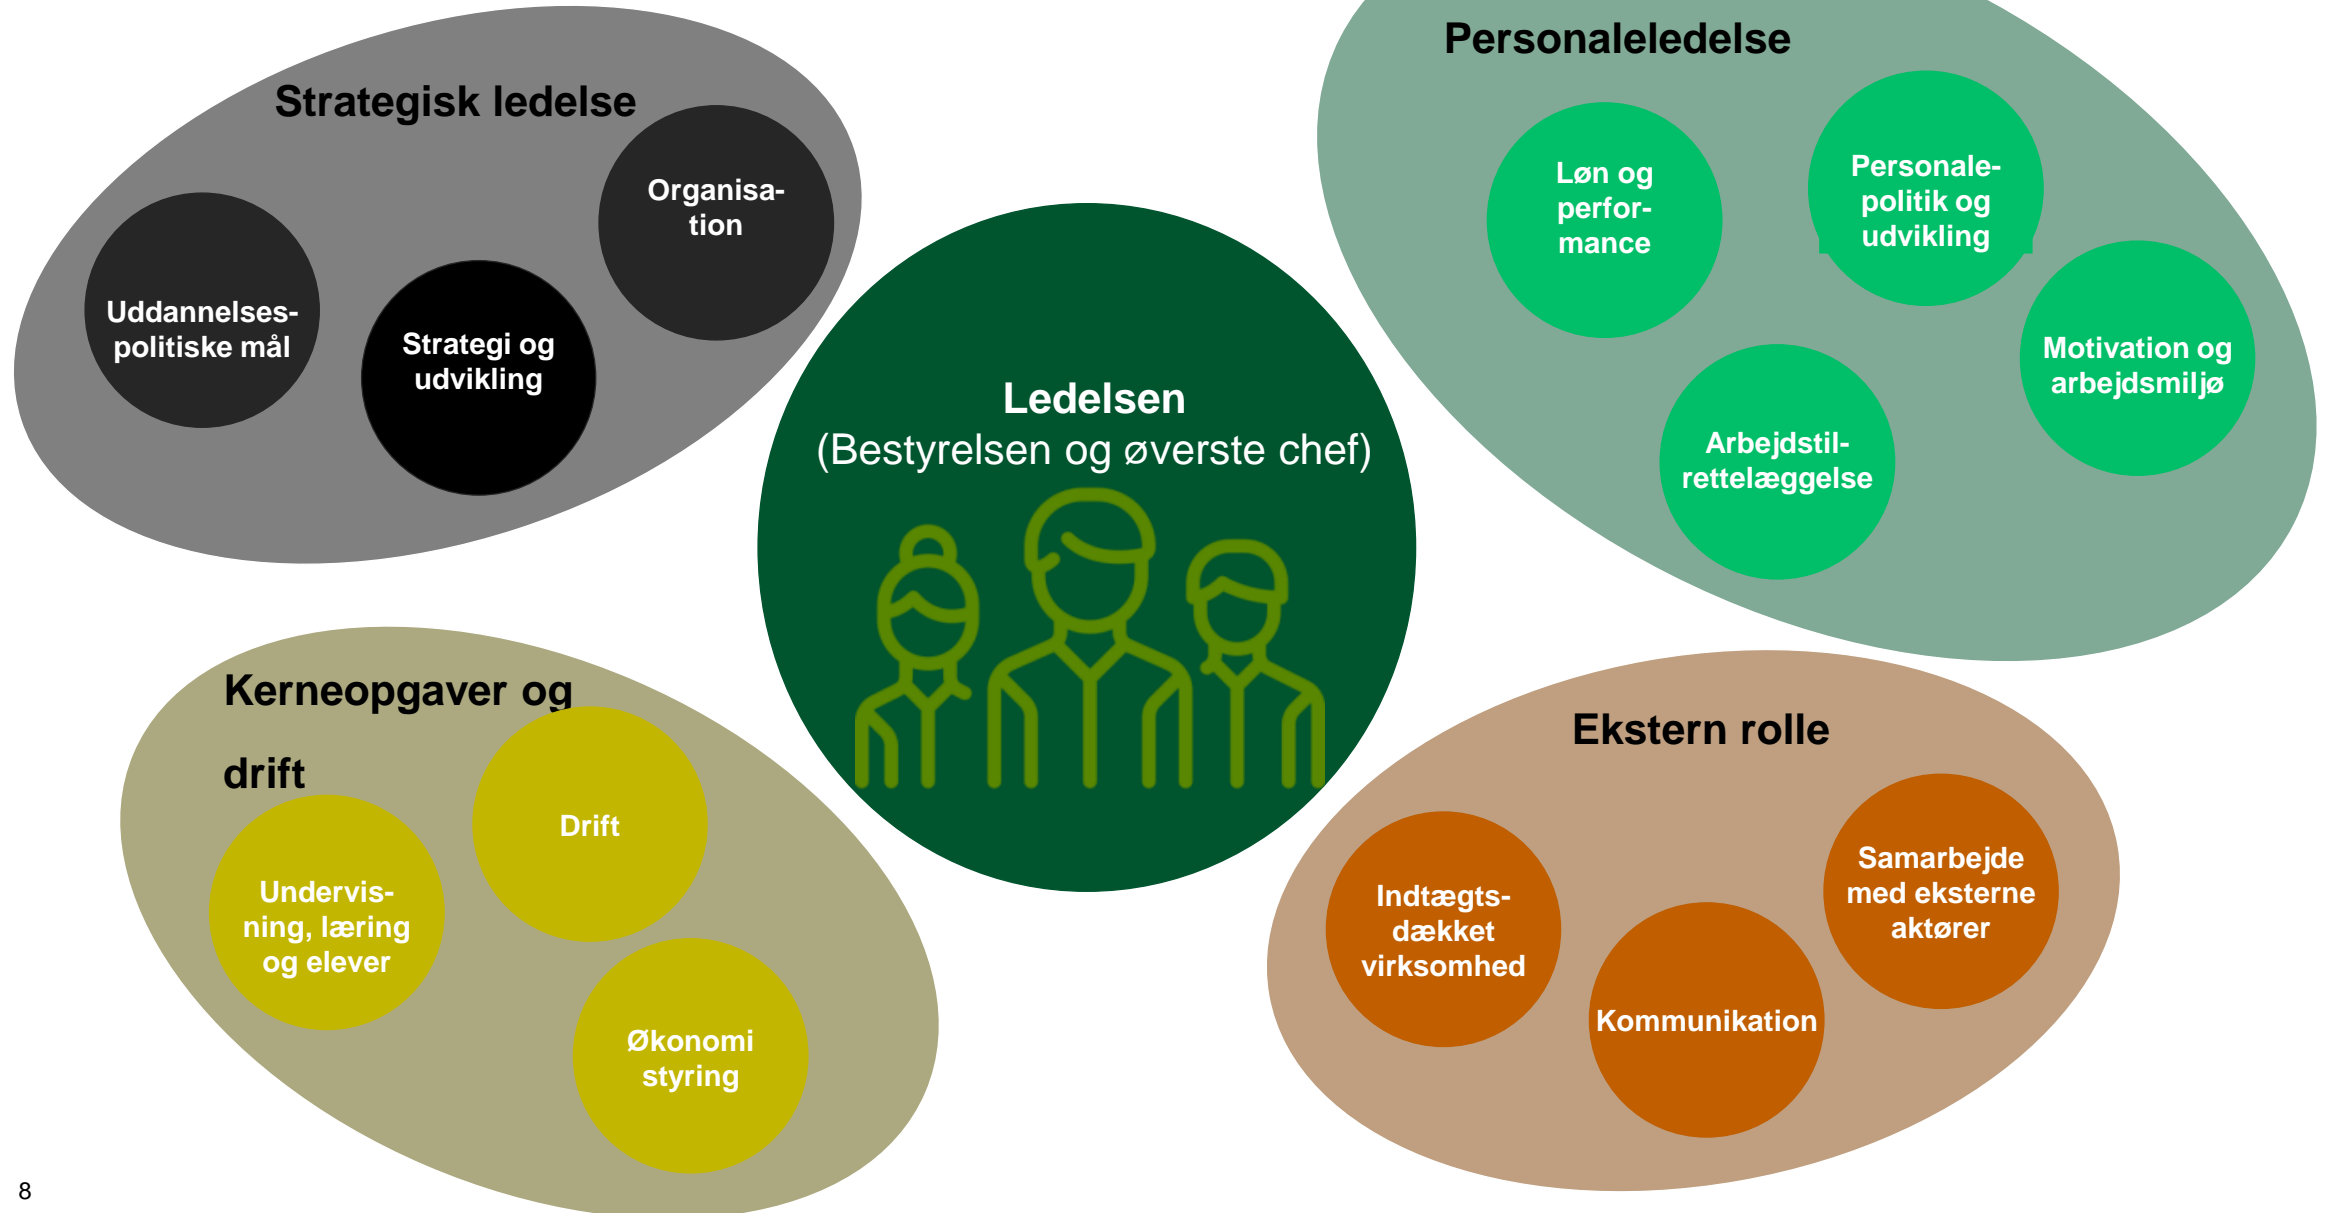 Strategisk ledelse
Organisa-
tion
Uddannelses-
politiske mål
Strategi og
udvikling
Personaleledelse
Løn og
perfor-
mance
Personale-
politik og
udvikling
Motivation og
arbejdsmiljø
Arbejdstil-
rettelæggelse
Ledelsen
(Bestyrelsen og øverste chef)
Kerneopgaver og
drift
Drift
Undervis-
ning, læring
og elever
Økonomi
styring
Ekstern rolle
Indtægts-
dækket
virksomhed
Kommunikation
Samarbejde
med eksterne
aktører
8